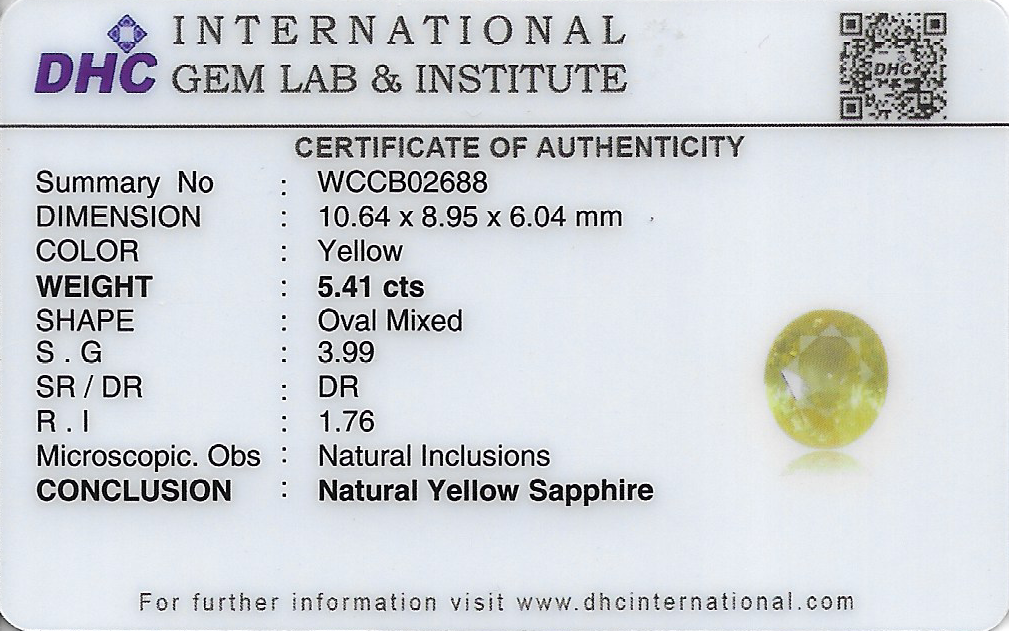 DHC INTERNATIONAL
GEM LAB & INSTITUTE
DHC
CERTIFICATE OF AUTHENTICITY
Summary No : WCCB02688
DIMENSION : 10.64 x 8.95 x 6.04 mm
COLOR : Yellow
WEIGHT : 5.41 cts
SHAPE : Oval Mixed
S . G : 3.99
SR / DR : DR
R . I : 1.76
Microscopic. Obs : Natural Inclusions
CONCLUSION : Natural Yellow Sapphire
For further information visit www.dhcinternational.com